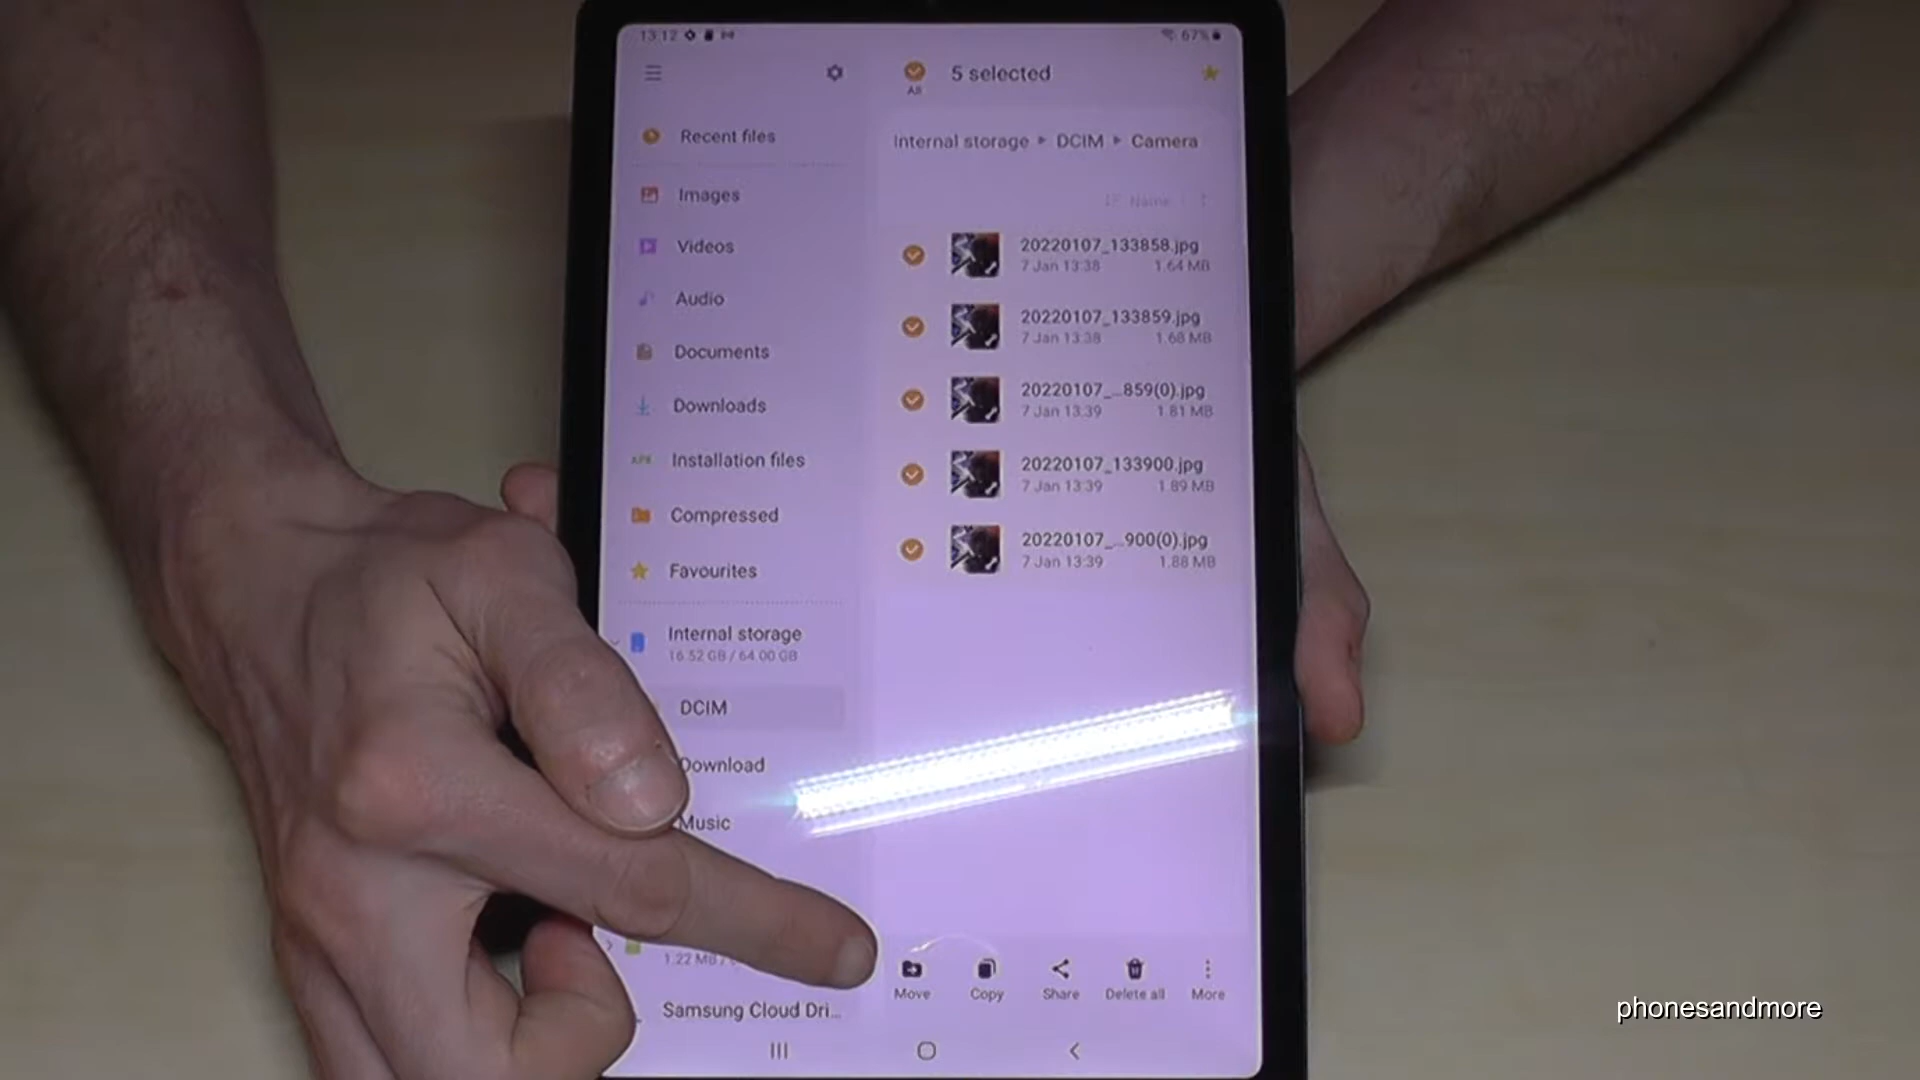 13:12
67%
5 selected
All
Recent files
Internal storage ▸ DCIM ▸ Camera
Images
Name
Videos
20220107_133858.jpg
7 Jan 13:38 1.64 MB
Audio
20220107_133859.jpg
7 Jan 13:38 1.68 MB
Documents
20220107_...859(0).jpg
7 Jan 13:39 1.81 MB
Downloads
APK Installation files
20220107_133900.jpg
7 Jan 13:39 1.89 MB
Compressed
20220107_...900(0).jpg
7 Jan 13:39 1.88 MB
Favourites
Internal storage
16.52 GB / 64.00 GB
DCIM
Download
Music
1.22 MB /
Samsung Cloud Dri...
Move Copy Share Delete all More
phonesandmore